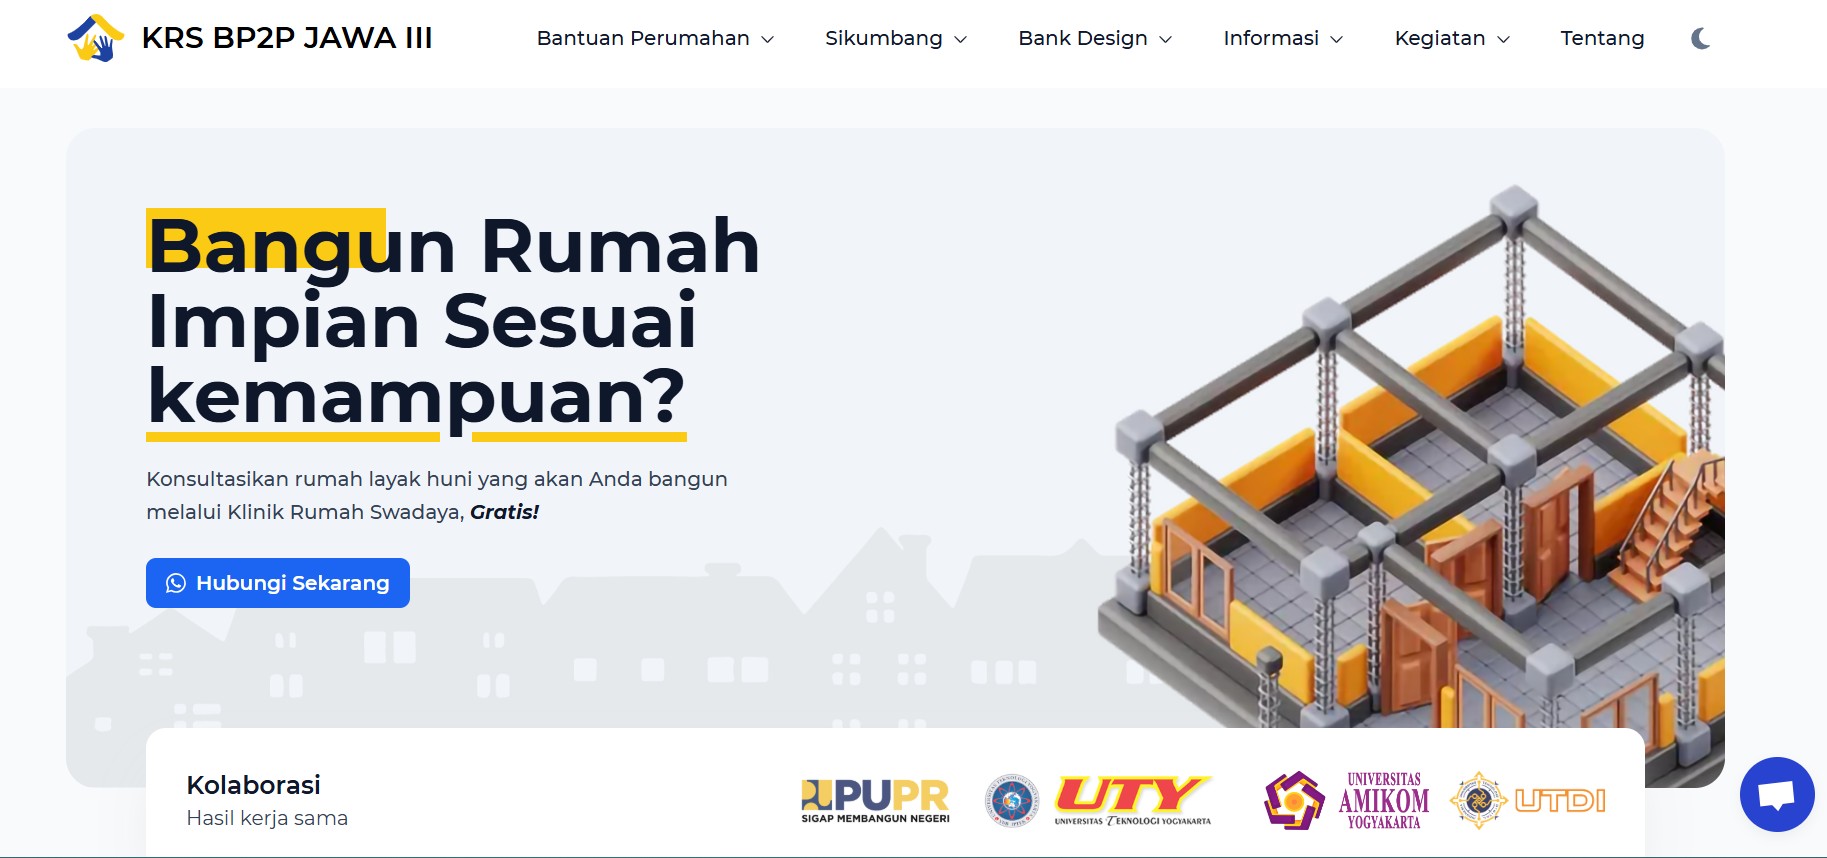 KRS BP2P JAWA III
Bantuan Perumahan
Sikumbang
Bank Design
Informasi
Kegiatan
Tentang
Bangun Rumah
Impian Sesuai
kemampuan?
Konsultasikan rumah layak huni yang akan Anda bangun
melalui Klinik Rumah Swadaya, Gratis!
Hubungi Sekarang
Kolaborasi
Hasil kerja sama
PUPR
SIGAP MEMBANGUN NEGERI
UTY
UNIVERSITAS TEKNOLOGI YOGYAKARTA
UNIVERSITAS
AMIKOM
YOGYAKARTA
UTDI